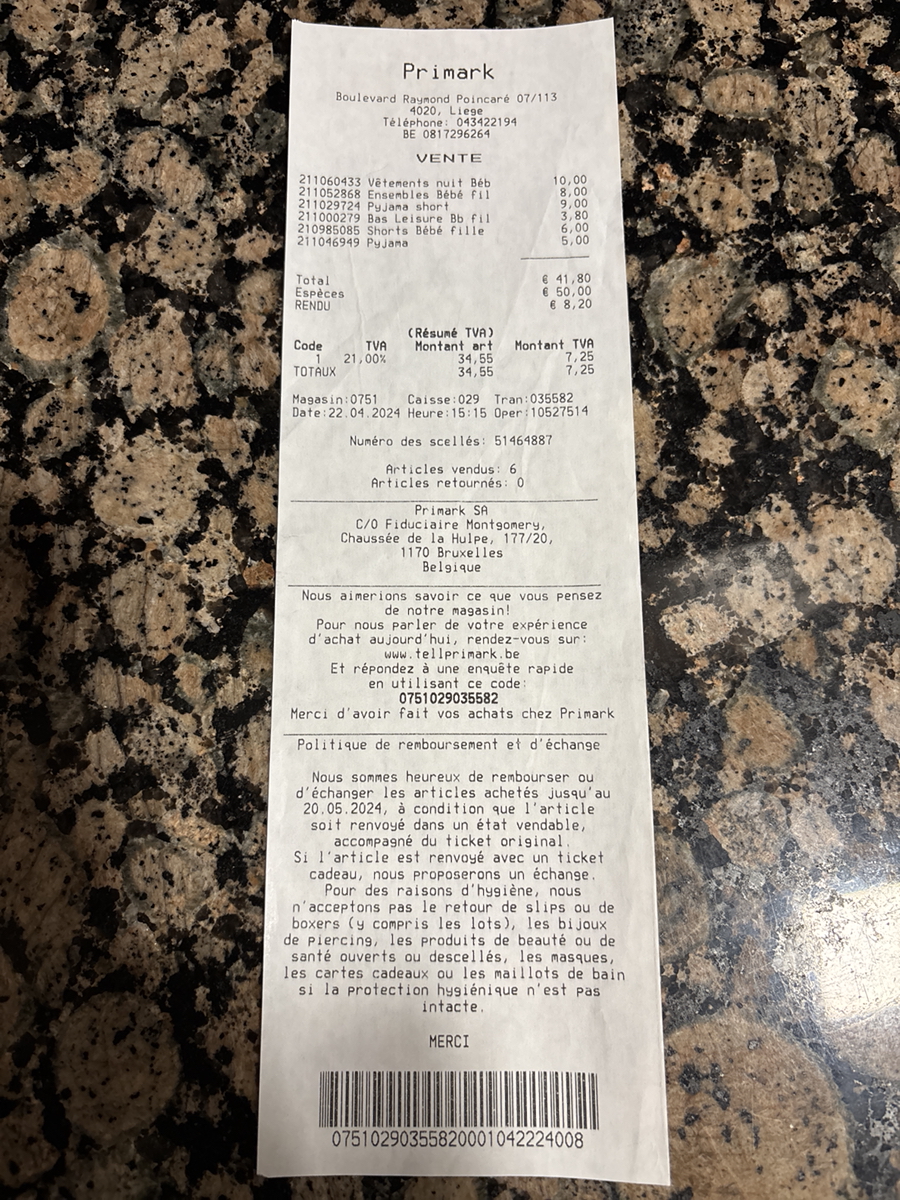 Primark
Boulevard Raymond Poincaré 07/113
4020, Liege
Téléphone: 043422194
BE 0817296264
VENTE
211060433 Vêtements nuit Béb 10,00
211052868 Ensembles Bébé fil 8,00
211029724 Pyjama short 9,00
211000279 Bas Leisure Bb fil 3,80
210985085 Shorts Bébé fille 6,00
211046949 Pyjama 5,00
Total € 41,80
Espèces € 50,00
RENDU € 8,20
(Résumé TVA)
Code TVA Montant art Montant TVA
1 21,00% 34,55 7,25
TOTAUX 34,55 7,25
Magasin:0751 Caisse:029 Tran:035582
Date:22.04.2024 Heure:15:15 Oper:10527514
Numéro des scellés: 51464887
Articles vendus: 6
Articles retournés: 0
Primark SA
C/O Fiduciaire Montgomery,
Chaussée de la Hulpe, 177/20,
1170 Bruxelles
Belgique
Nous aimerions savoir ce que vous pensez
de notre magasin!
Pour nous parler de votre expérience
d'achat aujourd'hui, rendez-vous sur:
www.tellprimark.be
Et répondez à une enquête rapide
en utilisant ce code:
0751029035582
Merci d'avoir fait vos achats chez Primark
Politique de remboursement et d'échange
Nous sommes heureux de rembourser ou
d'échanger les articles achetés jusqu'au
20.05.2024, à condition que l'article
soit renvoyé dans un état vendable,
accompagné du ticket original.
Si l'article est renvoyé avec un ticket
cadeau, nous proposerons un échange.
Pour des raisons d'hygiène, nous
n'acceptons pas le retour de slips ou de
boxers (y compris les lots), les bijoux
de piercing, les produits de beauté ou de
santé ouverts ou descellés, les masques,
les cartes cadeaux ou les maillots de bain
si la protection hygiénique n'est pas
intacte.
MERCI
07510290355820001042224008